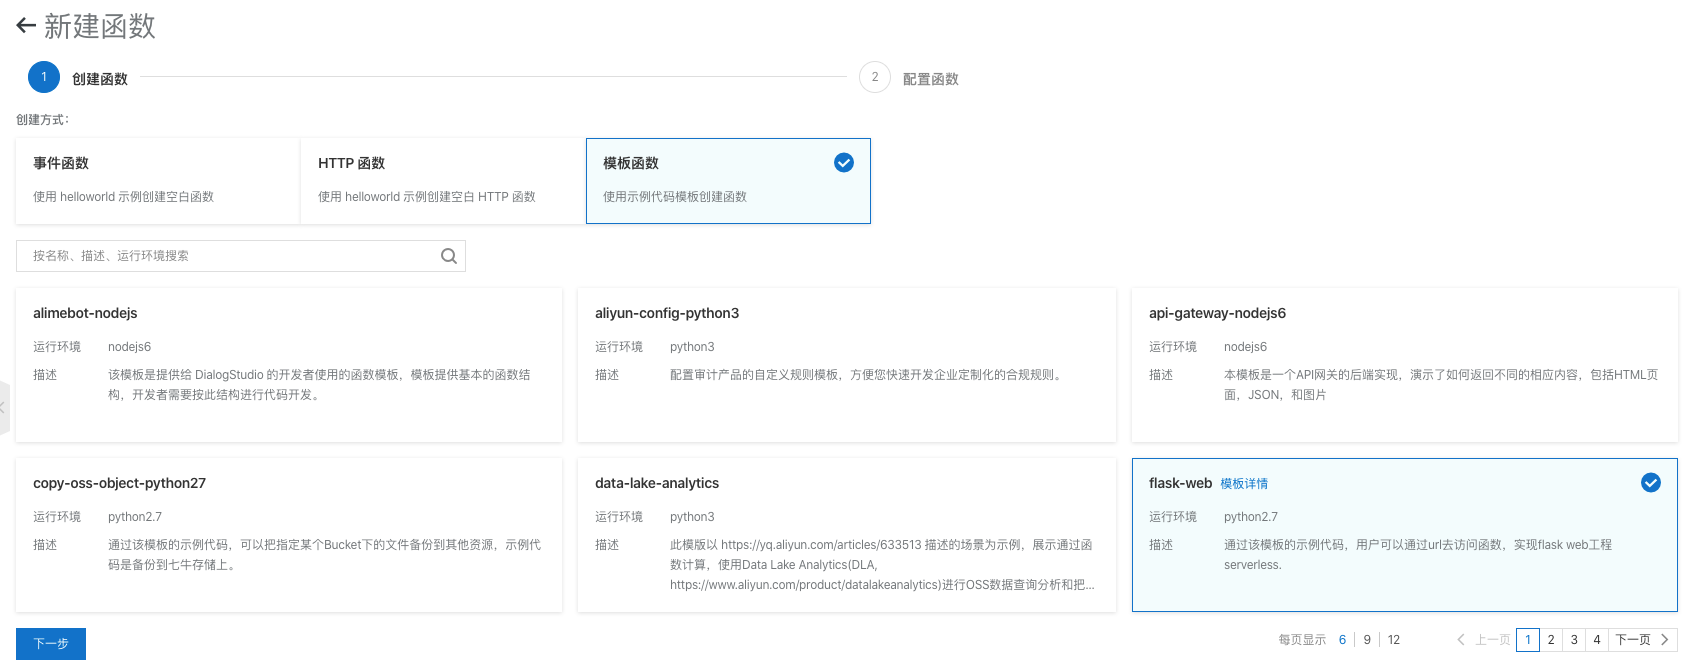 新建函数
1 创建函数
2 配置函数
创建方式：
事件函数
使用 helloworld 示例创建空白函数
HTTP 函数
使用 helloworld 示例创建空白 HTTP 函数
模板函数
使用示例代码模板创建函数
按名称、描述、运行环境搜索
alimebot-nodejs
运行环境 nodejs6
描述 该模板是提供给 DialogStudio 的开发者使用的函数模板，模板提供基本的函数结
构，开发者需要按此结构进行代码开发。
aliyun-config-python3
运行环境 python3
描述 配置审计产品的自定义规则模板，方便您快速开发企业定制化的合规规则。
api-gateway-nodejs6
运行环境 nodejs6
描述 本模板是一个API网关的后端实现，演示了如何返回不同的相应内容，包括HTML页
面，JSON，和图片
copy-oss-object-python27
运行环境 python2.7
描述 通过该模板的示例代码，可以把指定某个Bucket下的文件备份到其他资源，示例代
码是备份到七牛存储上。
data-lake-analytics
运行环境 python3
描述 此模版以 https://yq.aliyun.com/articles/633513 描述的场景为示例，展示通过函
数计算，使用Data Lake Analytics(DLA,
https://www.aliyun.com/product/datalakeanalytics)进行OSS数据查询分析和把...
flask-web 模板详情
运行环境 python2.7
描述 通过该模板的示例代码，用户可以通过url去访问函数，实现flask web工程
serverless.
下一步
每页显示 6 9 12 上一页 1 2 3 4 下一页